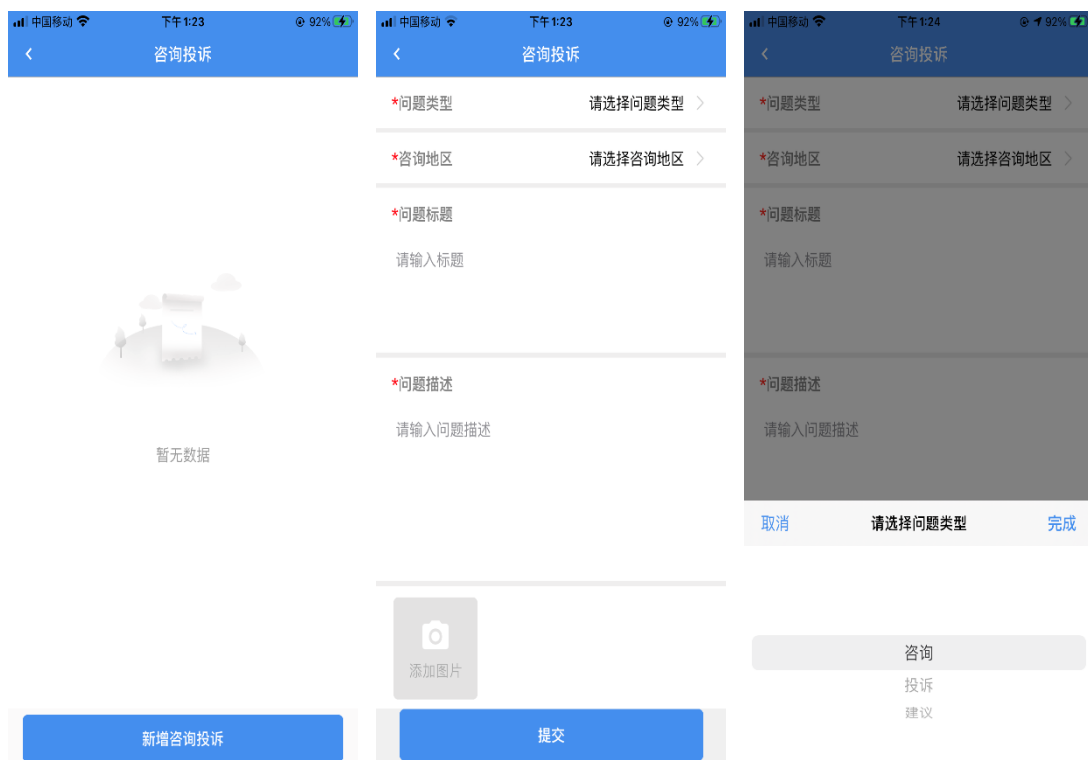 中国移动 下午1:23 92%
咨询投诉
暂无数据
新增咨询投诉
中国移动 下午1:23 92%
咨询投诉
*问题类型 请选择问题类型
*咨询地区 请选择咨询地区
*问题标题
请输入标题
*问题描述
请输入问题描述
添加图片
提交
中国移动 下午1:24 92%
咨询投诉
*问题类型 请选择问题类型
*咨询地区 请选择咨询地区
*问题标题
请输入标题
*问题描述
请输入问题描述
取消 请选择问题类型 完成
咨询
投诉
建议